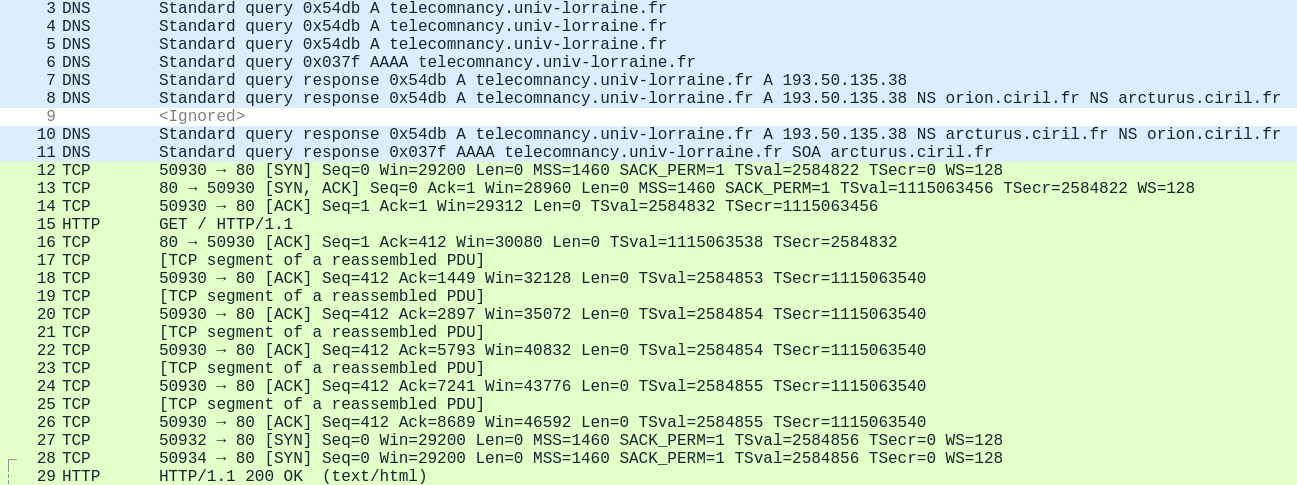 3 DNS Standard query 0x54db A telecomnancy.univ-lorraine.fr
4 DNS Standard query 0x54db A telecomnancy.univ-lorraine.fr
5 DNS Standard query 0x54db A telecomnancy.univ-lorraine.fr
6 DNS Standard query 0x037f AAAA telecomnancy.univ-lorraine.fr
7 DNS Standard query response 0x54db A telecomnancy.univ-lorraine.fr A 193.50.135.38
8 DNS Standard query response 0x54db A telecomnancy.univ-lorraine.fr A 193.50.135.38 NS orion.ciril.fr NS arcturus.ciril.fr
9 <Ignored>
10 DNS Standard query response 0x54db A telecomnancy.univ-lorraine.fr A 193.50.135.38 NS arcturus.ciril.fr NS orion.ciril.fr
11 DNS Standard query response 0x037f AAAA telecomnancy.univ-lorraine.fr SOA arcturus.ciril.fr
12 TCP 50930 → 80 [SYN] Seq=0 Win=29200 Len=0 MSS=1460 SACK_PERM=1 TSval=2584822 TSecr=0 WS=128
13 TCP 80 → 50930 [SYN, ACK] Seq=0 Ack=1 Win=28960 Len=0 MSS=1460 SACK_PERM=1 TSval=1115063456 TSecr=2584822 WS=128
14 TCP 50930 → 80 [ACK] Seq=1 Ack=1 Win=29312 Len=0 TSval=2584832 TSecr=1115063456
15 HTTP GET / HTTP/1.1
16 TCP 80 → 50930 [ACK] Seq=1 Ack=412 Win=30080 Len=0 TSval=1115063538 TSecr=2584832
17 TCP [TCP segment of a reassembled PDU]
18 TCP 50930 → 80 [ACK] Seq=412 Ack=1449 Win=32128 Len=0 TSval=2584853 TSecr=1115063540
19 TCP [TCP segment of a reassembled PDU]
20 TCP 50930 → 80 [ACK] Seq=412 Ack=2897 Win=35072 Len=0 TSval=2584854 TSecr=1115063540
21 TCP [TCP segment of a reassembled PDU]
22 TCP 50930 → 80 [ACK] Seq=412 Ack=5793 Win=40832 Len=0 TSval=2584854 TSecr=1115063540
23 TCP [TCP segment of a reassembled PDU]
24 TCP 50930 → 80 [ACK] Seq=412 Ack=7241 Win=43776 Len=0 TSval=2584855 TSecr=1115063540
25 TCP [TCP segment of a reassembled PDU]
26 TCP 50930 → 80 [ACK] Seq=412 Ack=8689 Win=46592 Len=0 TSval=2584855 TSecr=1115063540
27 TCP 50932 → 80 [SYN] Seq=0 Win=29200 Len=0 MSS=1460 SACK_PERM=1 TSval=2584856 TSecr=0 WS=128
28 TCP 50934 → 80 [SYN] Seq=0 Win=29200 Len=0 MSS=1460 SACK_PERM=1 TSval=2584856 TSecr=0 WS=128
29 HTTP HTTP/1.1 200 OK (text/html)